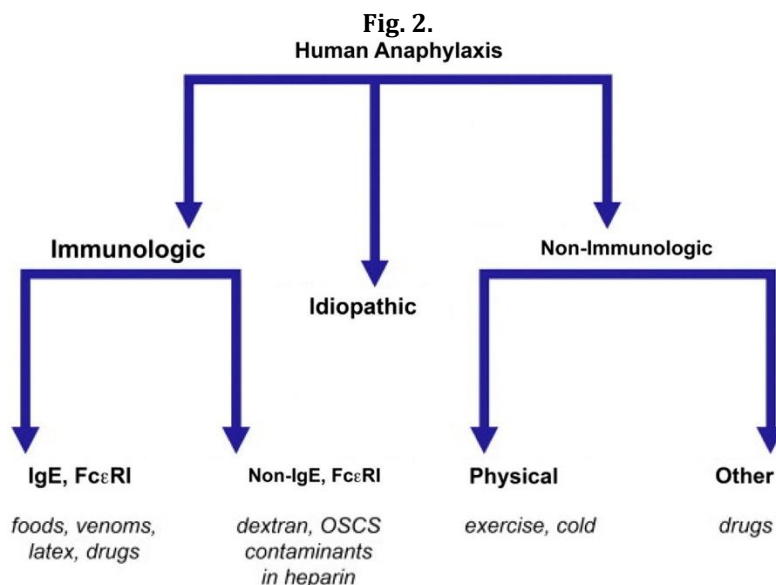 Fig. 2.
Human Anaphylaxis
Immunologic
Non-Immunologic
Idiopathic
IgE, FcεRI
Non-IgE, FcεRI
Physical
Other
foods, venoms,
latex, drugs
dextran, OSCS
contaminants
in heparin
exercise, cold
drugs